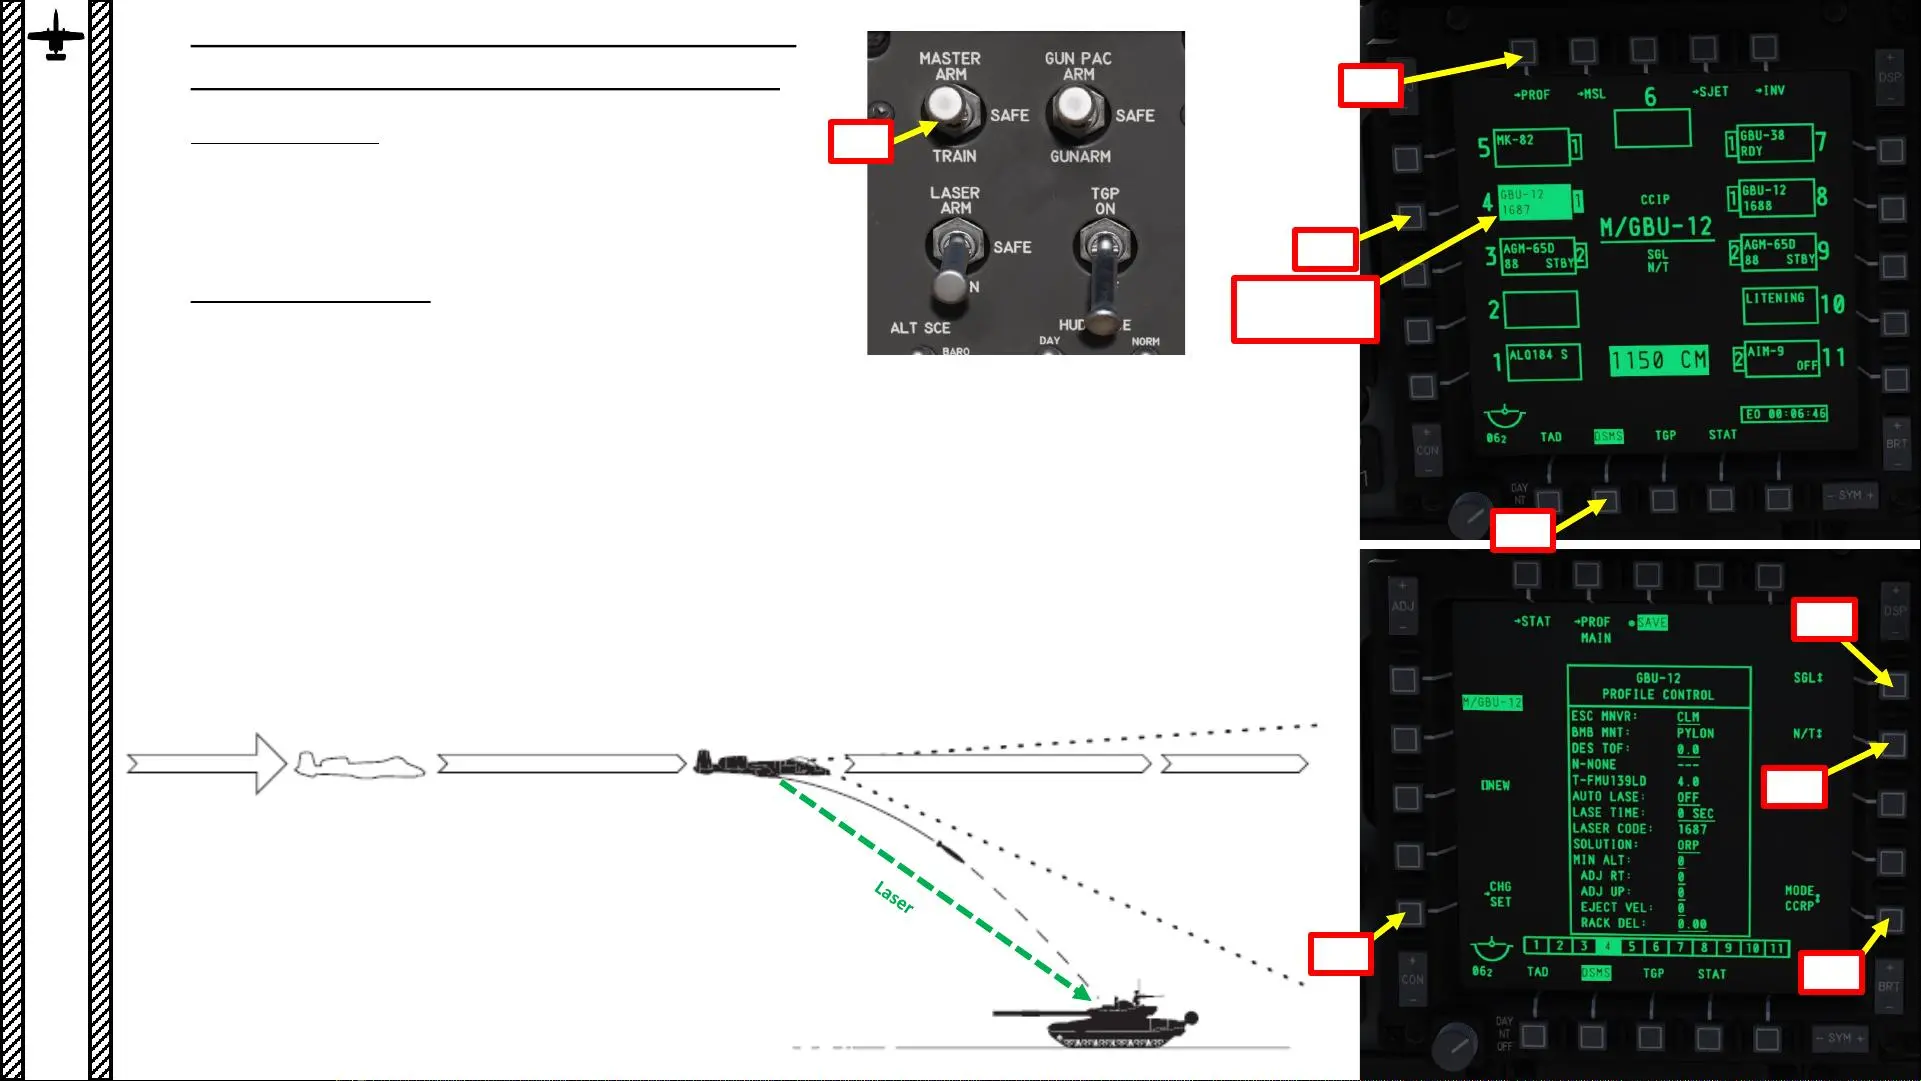 MASTER
ARM
GUN PAC
ARM
SAFE
SAFE
TRAIN
GUNARM
LASER
ARM
TGP
ON
SAFE
N
ALT SCE
HUD
E
BARO
DAY
NORM
→PROF
→MSL
6
→SJET
→INV
DSP
5
MK-82
1
1
GBU-38
RDY
7
4
GBU-12
1687
1
CCIP
M/GBU-12
SGL
N/T
1
GBU-12
1688
8
3
AGM-65D
88 STBY
2
2
AGM-65D
88 STBY
9
2
LITENING
10
1
ALQ184 S
1150 CM
2
AIM-9
OFF
11
EO 00:06:46
062
TAD
DSMS
TGP
STAT
CON
BRT
DAY
NT
- SYM +
ADJ
DSP
→STAT
→PROF
MAIN
SAVE
M/GBU-12
GBU-12
PROFILE CONTROL
SGL↕
ESC MNVR: CLM
BMB MNT: PYLON
DES TOF: 0.0
N-NONE ---
T-FMU139LD 4.0
AUTO LASE: OFF
LASE TIME: 0 SEC
LASER CODE: 1687
SOLUTION: ORP
MIN ALT: 0
ADJ RT: 0
ADJ UP: 0
EJECT VEL: 0
RACK DEL: 0.00
N/T↕
NEW
CHG
SET
MODE
CCRP↕
1 2 3 4 5 6 7 8 9 10 11
062
TAD
DSMS
TGP
STAT
CON
BRT
DAY
NT
OFF
- SYM +
Laser